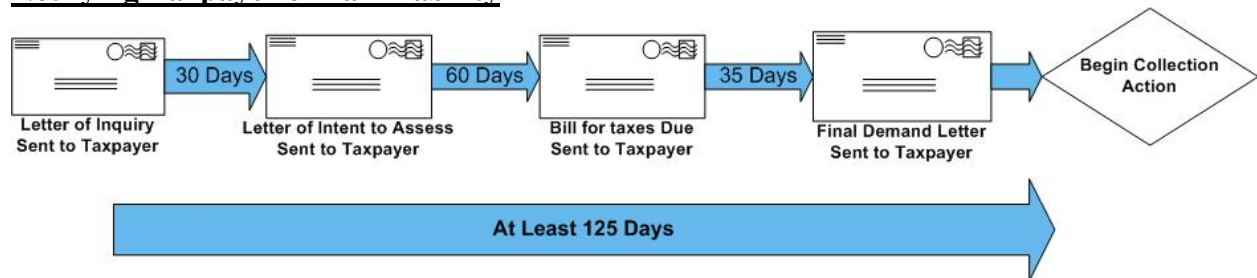 30 Days
60 Days
35 Days
Begin Collection
Action
Letter of Inquiry
Sent to Taxpayer
Letter of Intent to Assess
Sent to Taxpayer
Bill for taxes Due
Sent to Taxpayer
Final Demand Letter
Sent to Taxpayer
At Least 125 Days